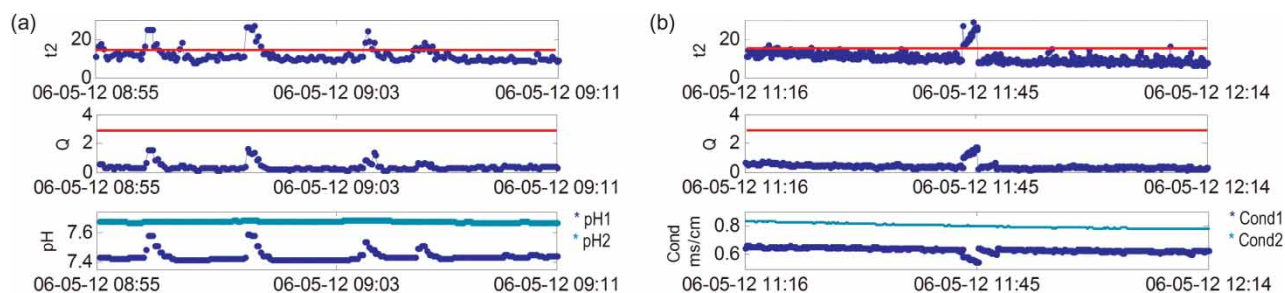 (a)
t2
20
0
06-05-12 08:55 06-05-12 09:03 06-05-12 09:11
Q
4
2
0
06-05-12 08:55 06-05-12 09:03 06-05-12 09:11
pH
7.6
7.4
* pH1
* pH2
06-05-12 08:55 06-05-12 09:03 06-05-12 09:11
(b)
t2
20
0
06-05-12 11:16 06-05-12 11:45 06-05-12 12:14
Q
4
2
0
06-05-12 11:16 06-05-12 11:45 06-05-12 12:14
Cond
ms/cm
0.8
0.6
* Cond1
* Cond2
06-05-12 11:16 06-05-12 11:45 06-05-12 12:14